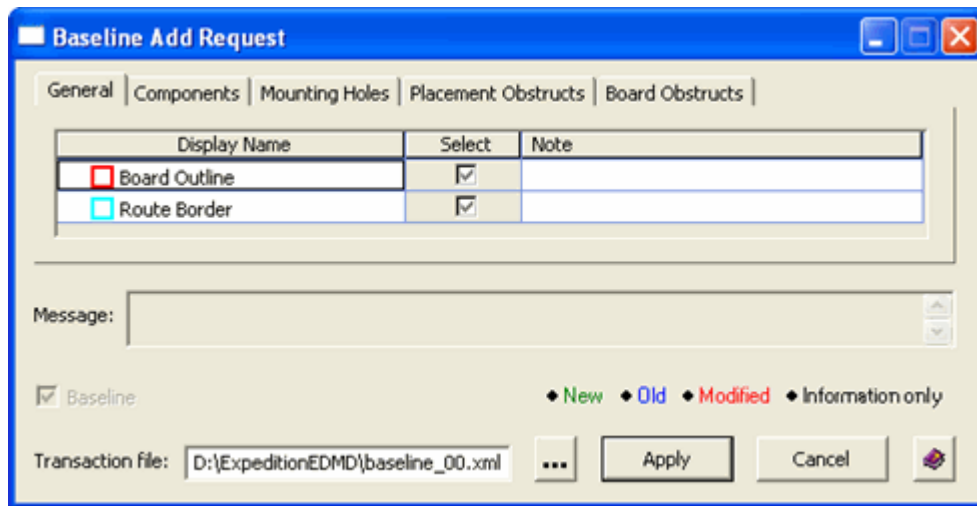 Baseline Add Request
General Components Mounting Holes Placement Obstructs Board Obstructs
Display Name Select Note
Board Outline
Route Border
Message:
Baseline ◆ New ◆ Old ◆ Modified ◆ Information only
Transaction file: D:\ExpeditionEDMD\baseline_00.xml ... Apply Cancel